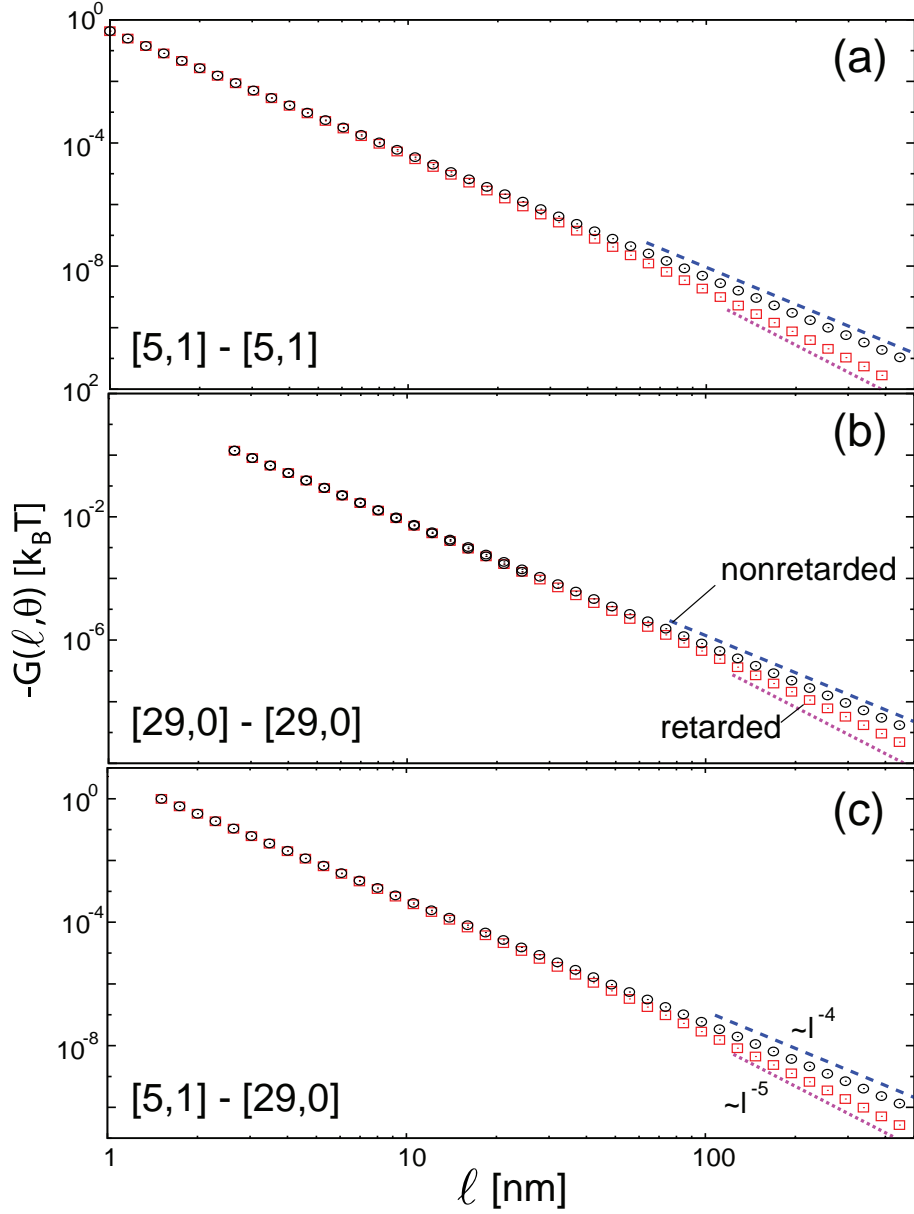 10^0
(a)
10^-4
10^-8
[5,1] - [5,1]
10^2
(b)
10^-2
nonretarded
10^-6
-G(ℓ,θ) [k_BT]
retarded
[29,0] - [29,0]
10^0
(c)
10^-4
~l^-4
10^-8
~l^-5
[5,1] - [29,0]
1 10 100
ℓ [nm]